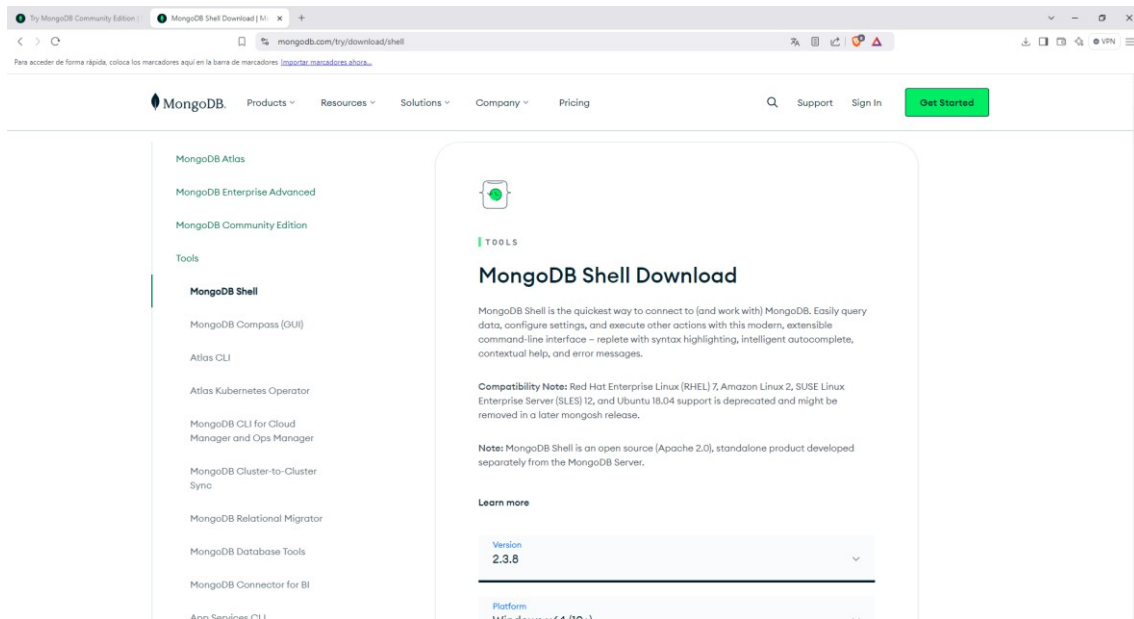 Try MongoDB Community Edition |
MongoDB Shell Download | M
mongodb.com/try/download/shell
VPN
Para acceder de forma rápida, coloca los marcadores aquí en la barra de marcadores Importar marcadores ahora...
MongoDB.
Products
Resources
Solutions
Company
Pricing
Support
Sign In
Get Started
MongoDB Atlas
MongoDB Enterprise Advanced
MongoDB Community Edition
Tools
MongoDB Shell
MongoDB Compass (GUI)
Atlas CLI
Atlas Kubernetes Operator
MongoDB CLI for Cloud
Manager and Ops Manager
MongoDB Cluster-to-Cluster
Sync
MongoDB Relational Migrator
MongoDB Database Tools
MongoDB Connector for BI
App Services CLI
TOOLS
MongoDB Shell Download
MongoDB Shell is the quickest way to connect to (and work with) MongoDB. Easily query
data, configure settings, and execute other actions with this modern, extensible
command-line interface — replete with syntax highlighting, intelligent autocomplete,
contextual help, and error messages.
Compatibility Note: Red Hat Enterprise Linux (RHEL) 7, Amazon Linux 2, SUSE Linux
Enterprise Server (SLES) 12, and Ubuntu 18.04 support is deprecated and might be
removed in a later mongosh release.
Note: MongoDB Shell is an open source (Apache 2.0), standalone product developed
separately from the MongoDB Server.
Learn more
Version
2.3.8
Platform
Windows x64 (10+)